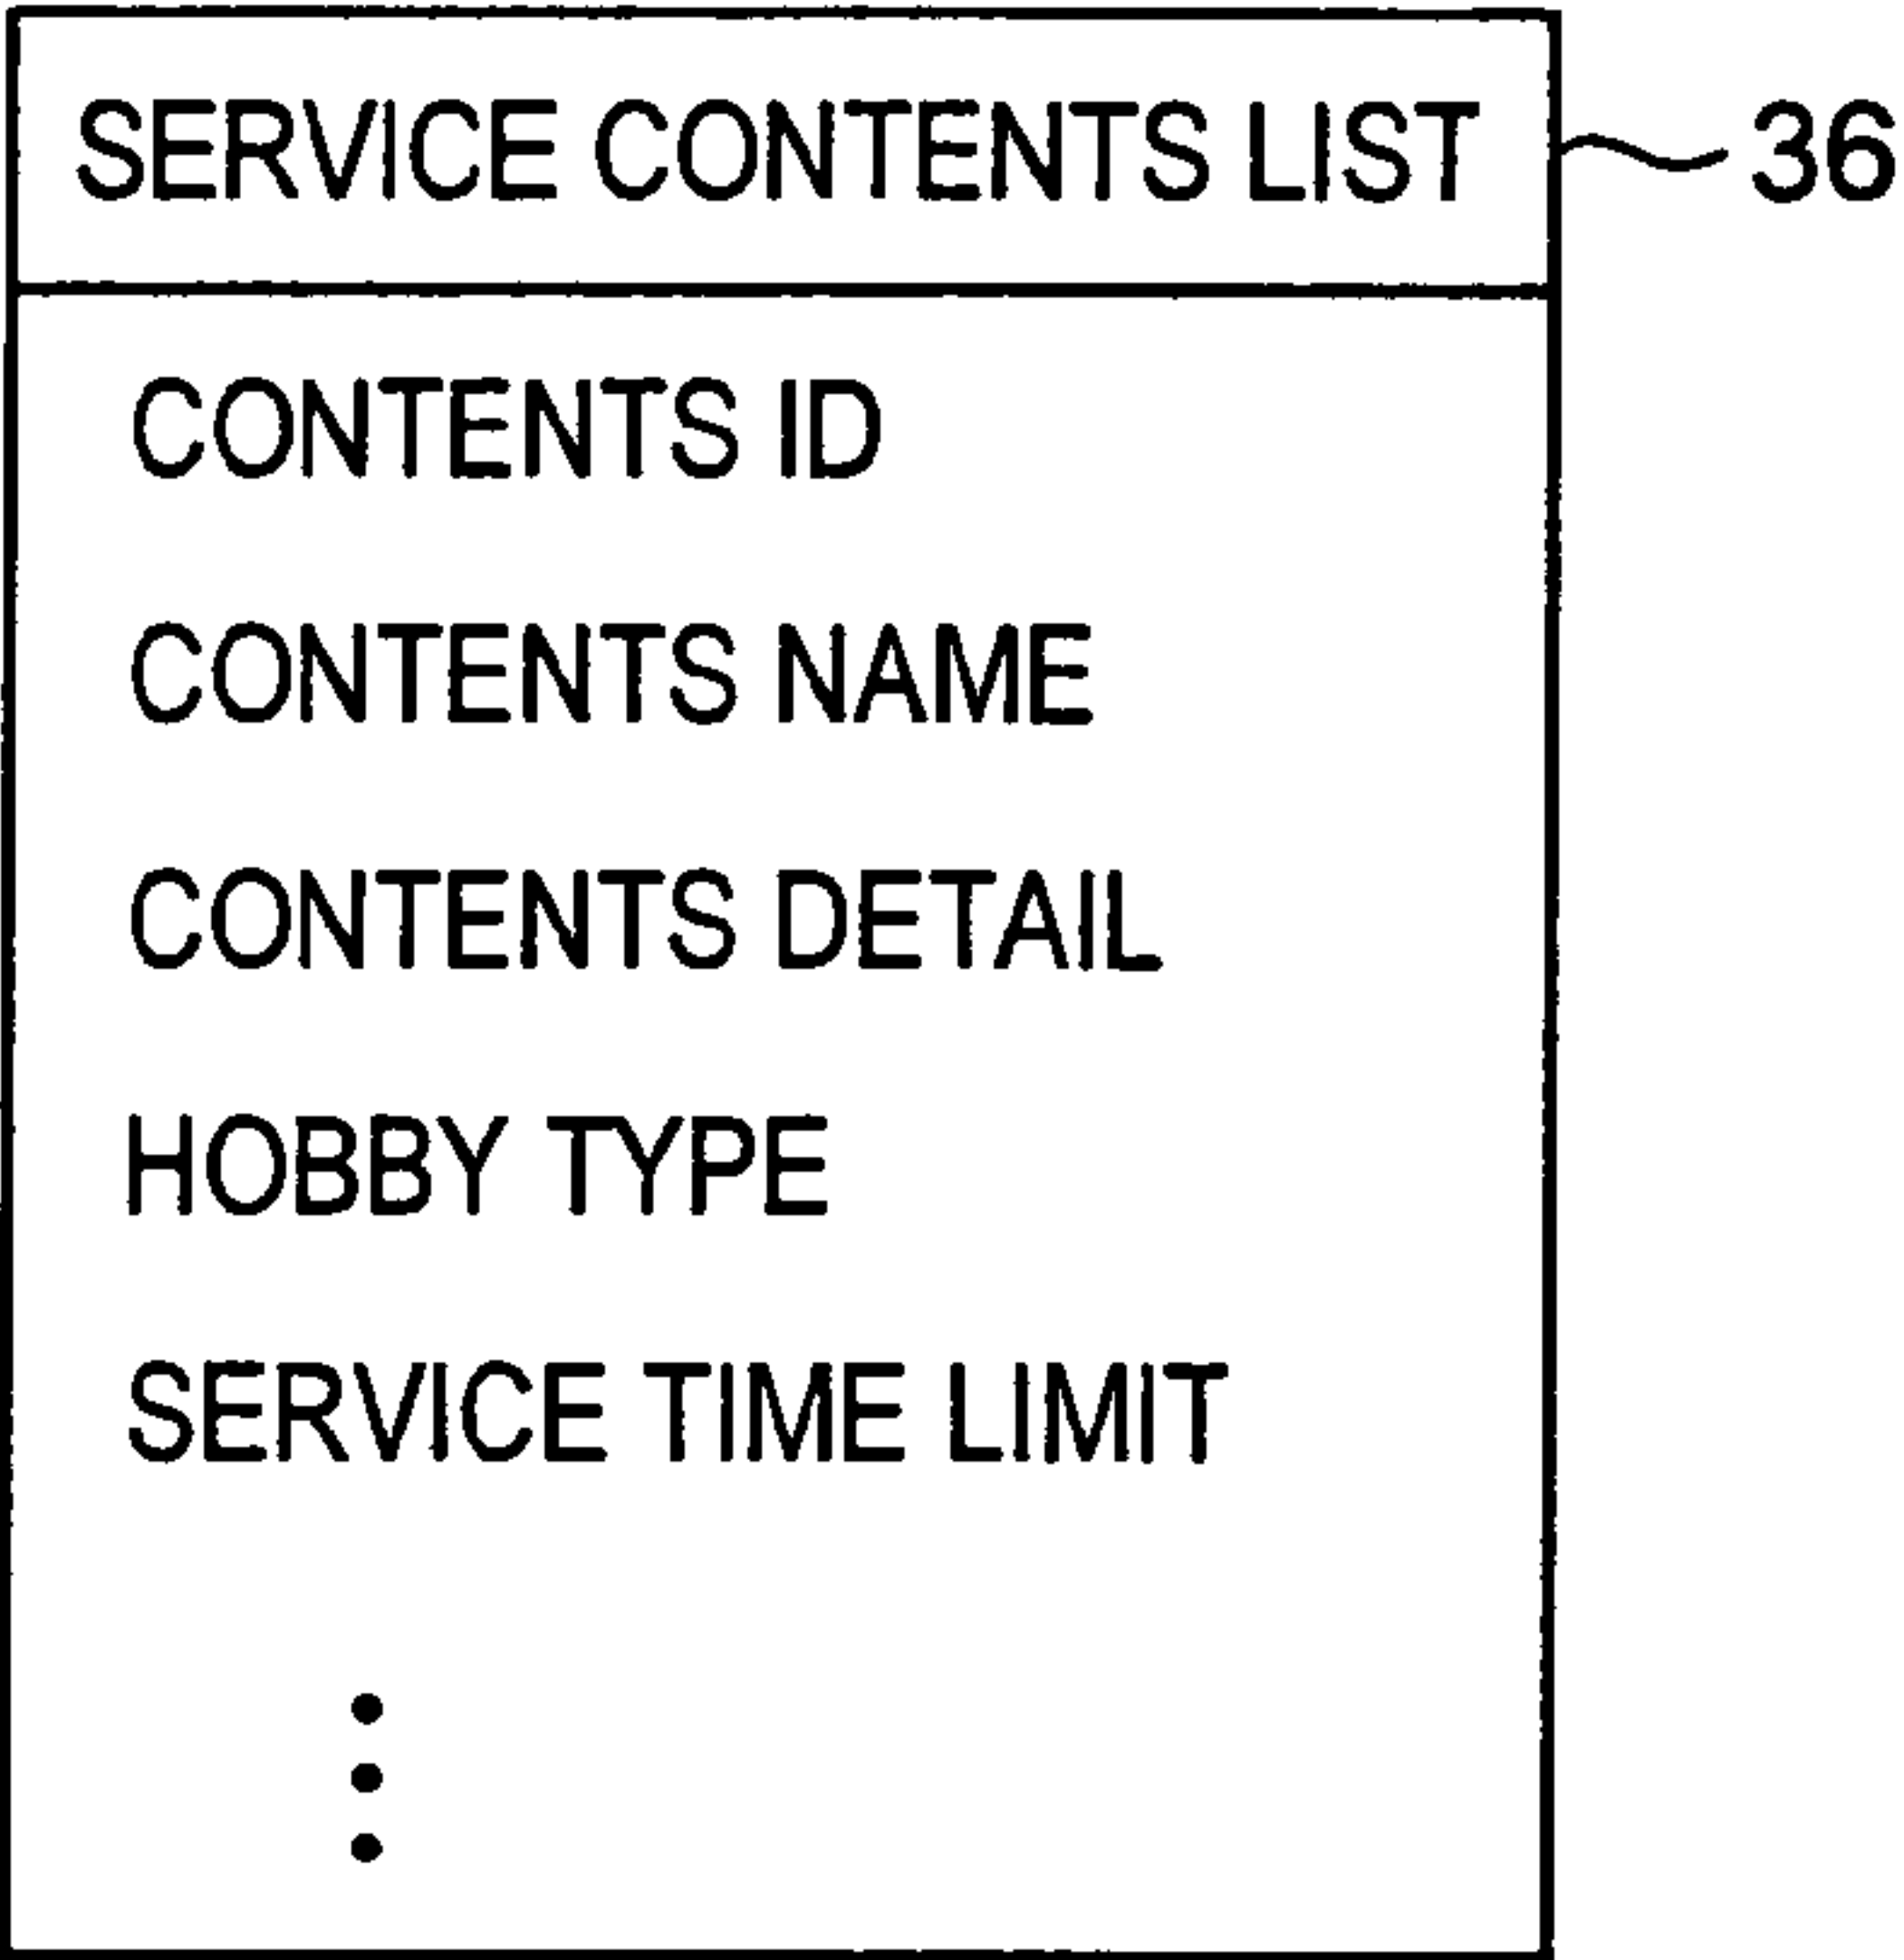 SERVICE CONTENTS LIST 36
CONTENTS ID
CONTENTS NAME
CONTENTS DETAIL
HOBBY TYPE
SERVICE TIME LIMIT